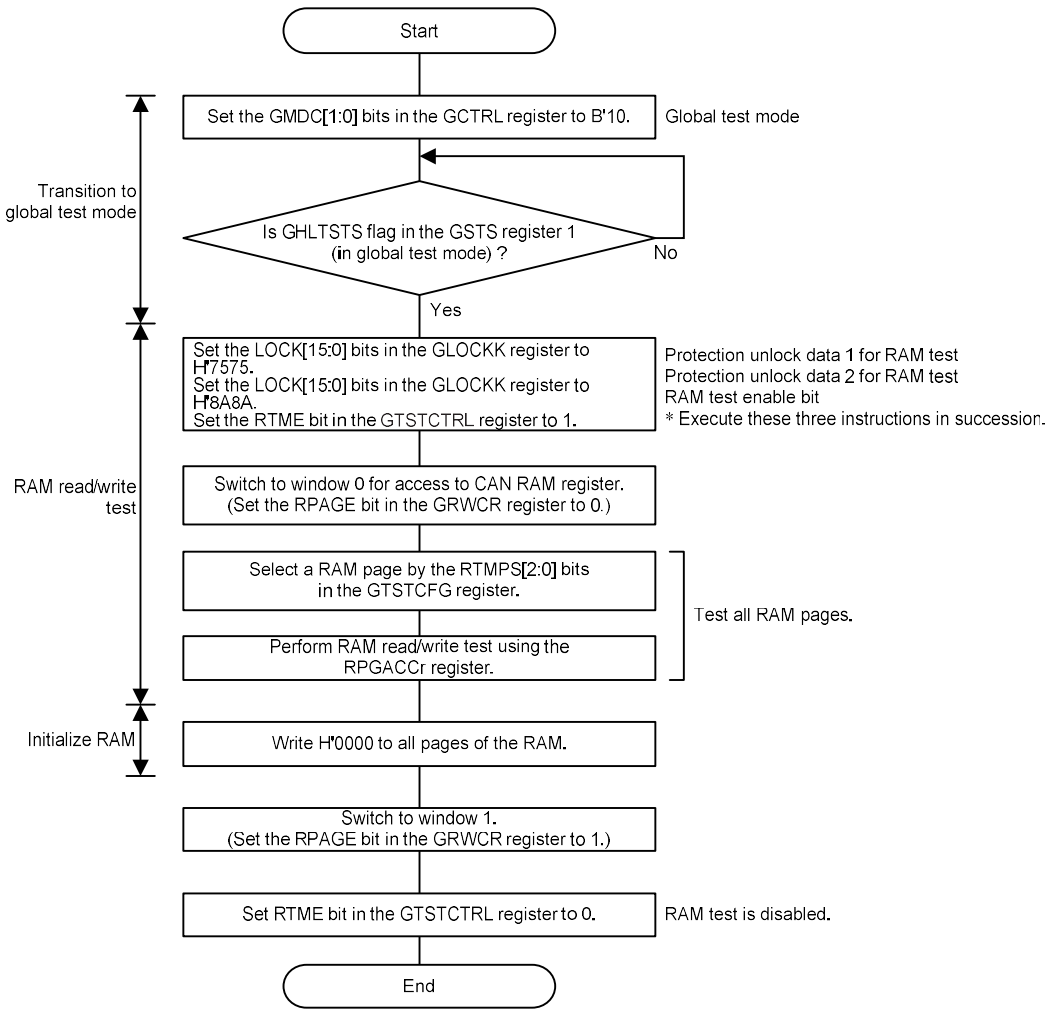 Start
Set the GMDC[1:0] bits in the GCTRL register to B'10.
Global test mode
Transition to
global test mode
Is GHLTSTS flag in the GSTS register 1
(in global test mode) ?
No
Yes
Set the LOCK[15:0] bits in the GLOCKK register to
H'7575.
Set the LOCK[15:0] bits in the GLOCKK register to
H'8A8A.
Set the RTME bit in the GTSTCTRL register to 1.
Protection unlock data 1 for RAM test
Protection unlock data 2 for RAM test
RAM test enable bit
* Execute these three instructions in succession.
RAM read/write
test
Switch to window 0 for access to CAN RAM register.
(Set the RPAGE bit in the GRWCR register to 0.)
Select a RAM page by the RTMPS[2:0] bits
in the GTSTCFG register.
Test all RAM pages.
Perform RAM read/write test using the
RPGACCr register.
Initialize RAM
Write H'0000 to all pages of the RAM.
Switch to window 1.
(Set the RPAGE bit in the GRWCR register to 1.)
Set RTME bit in the GTSTCTRL register to 0.
RAM test is disabled.
End